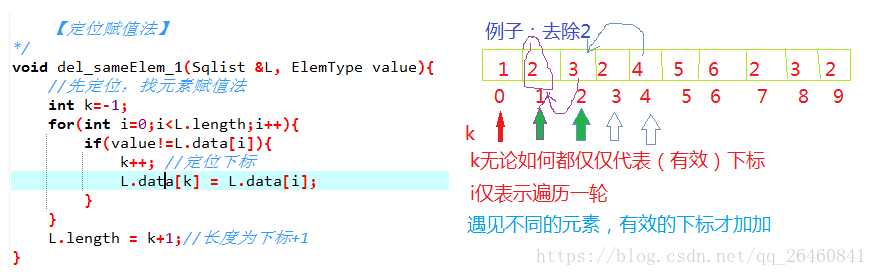 【定位赋值法】
*/
void del_sameElem_1(Sqlist &L, ElemType value){
//先定位，找元素赋值法
int k=-1;
for(int i=0;i<L.length;i++){
if(value!=L.data[i]){
k++; //定位下标
L.data[k] = L.data[i];
}
}
L.length = k+1;//长度为下标+1
}
例子：去除2
1 2 3 2 4 5 6 2 3 2
0 1 2 3 4 5 6 7 8 9
k
k无论如何都仅仅代表（有效）下标
i仅表示遍历一轮
遇见不同的元素，有效的下标才加加
https://blog.csdn.net/qq_26460841